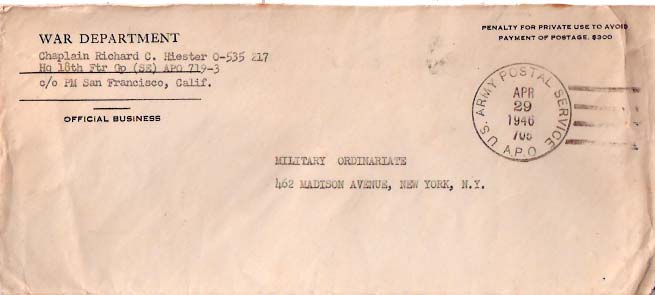 WAR DEPARTMENT
Chaplain Richard C. Hiester O-535 217
Hq 18th Ftr Gp (SE) APO 719-3
c/o PM San Francisco, Calif.
OFFICIAL BUSINESS
PENALTY FOR PRIVATE USE TO AVOID
PAYMENT OF POSTAGE, $300
U.S. ARMY POSTAL SERVICE
APR
29
1946
A.P.O.
MILITARY ORDINARIATE
462 MADISON AVENUE, NEW YORK, N.Y.